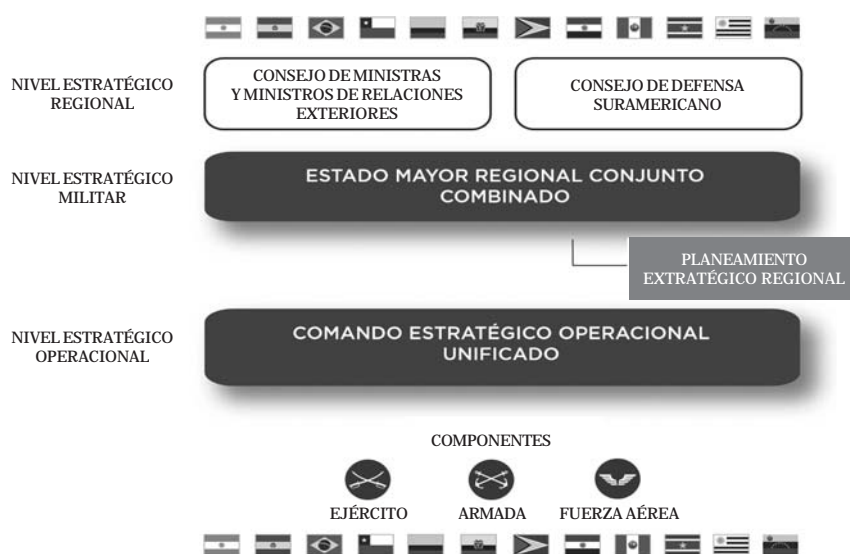 NIVEL ESTRATÉGICO
REGIONAL
CONSEJO DE MINISTRAS
Y MINISTROS DE RELACIONES
EXTERIORES
CONSEJO DE DEFENSA
SURAMERICANO
NIVEL ESTRATÉGICO
MILITAR
ESTADO MAYOR REGIONAL CONJUNTO
COMBINADO
PLANEAMIENTO
EXTRATÉGICO REGIONAL
NIVEL ESTRATÉGICO
OPERACIONAL
COMANDO ESTRATÉGICO OPERACIONAL
UNIFICADO
COMPONENTES
EJÉRCITO
ARMADA
FUERZA AÉREA